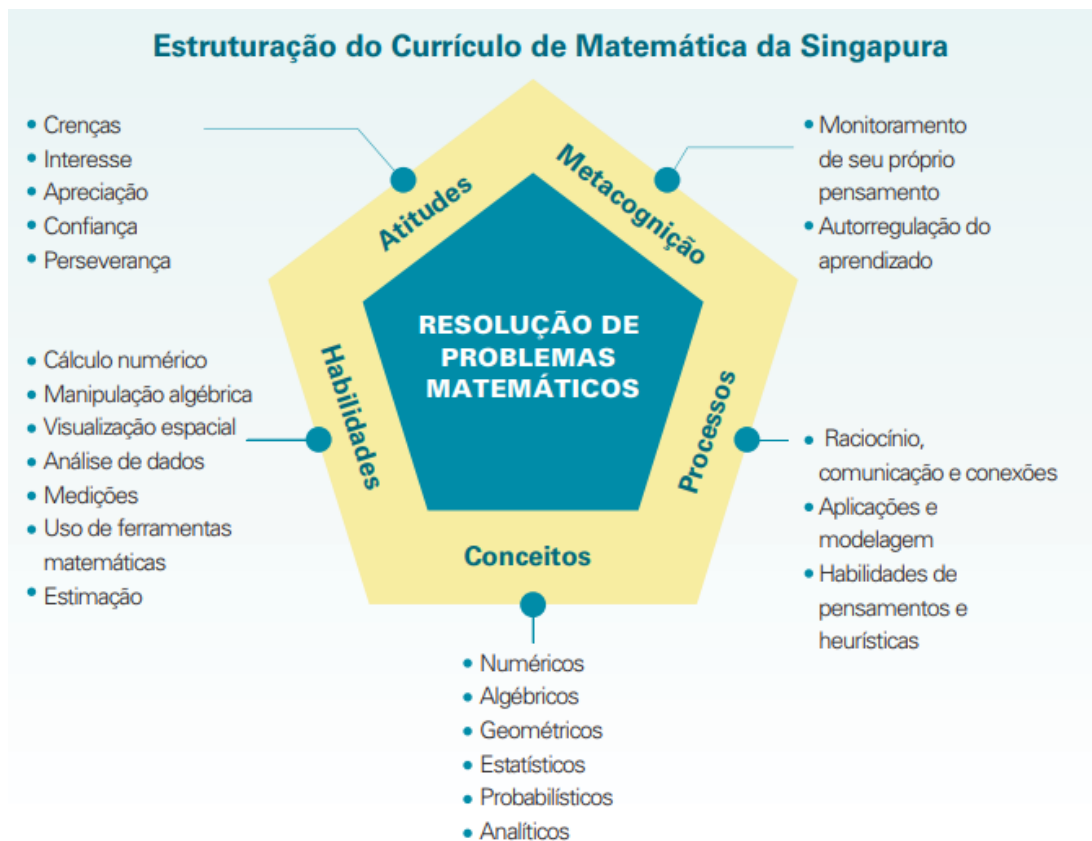 Estruturação do Currículo de Matemática da Singapura
• Crenças
• Interesse
• Apreciação
• Confiança
• Perseverança
Atitudes
Metacognição
• Monitoramento
de seu próprio
pensamento
• Autorregulação do
aprendizado
RESOLUÇÃO DE
PROBLEMAS
MATEMÁTICOS
• Cálculo numérico
• Manipulação algébrica
• Visualização espacial
• Análise de dados
• Medições
• Uso de ferramentas
matemáticas
• Estimação
Habilidades
Processos
• Raciocínio,
comunicação e conexões
• Aplicações e
modelagem
• Habilidades de
pensamentos e
heurísticas
Conceitos
• Numéricos
• Algébricos
• Geométricos
• Estatísticos
• Probabilísticos
• Analíticos